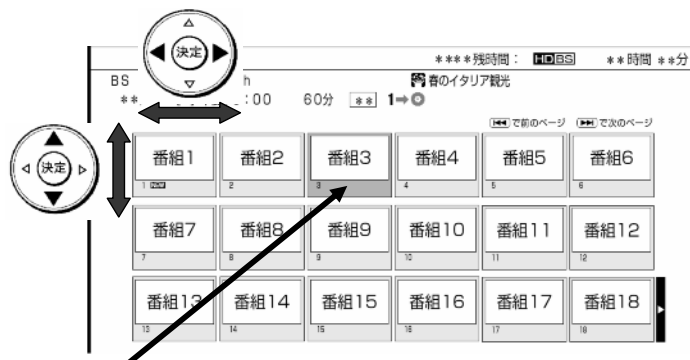 決定
****残時間: HD BS **時間 **分
BS h 春のイタリア観光
** :00 60分 ** 1⇒
で前のページ で次のページ
決定
番組1 番組2 番組3 番組4 番組5 番組6
1 2 3 4 5 6
番組7 番組8 番組9 番組10 番組11 番組12
7 8 9 10 11 12
番組13 番組14 番組15 番組16 番組17 番組18
13 14 15 16 17 18